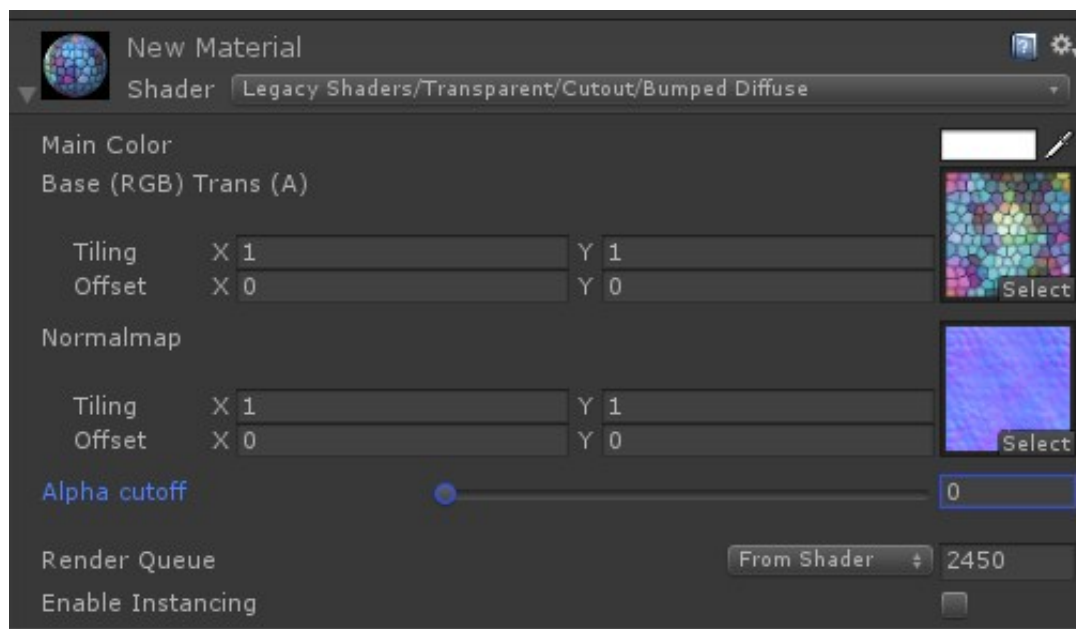 New Material
Shader Legacy Shaders/Transparent/Cutout/Bumped Diffuse
Main Color
Base (RGB) Trans (A)
Tiling X 1 Y 1
Offset X 0 Y 0
Select
Normalmap
Tiling X 1 Y 1
Offset X 0 Y 0
Select
Alpha cutoff 0
Render Queue From Shader 2450
Enable Instancing